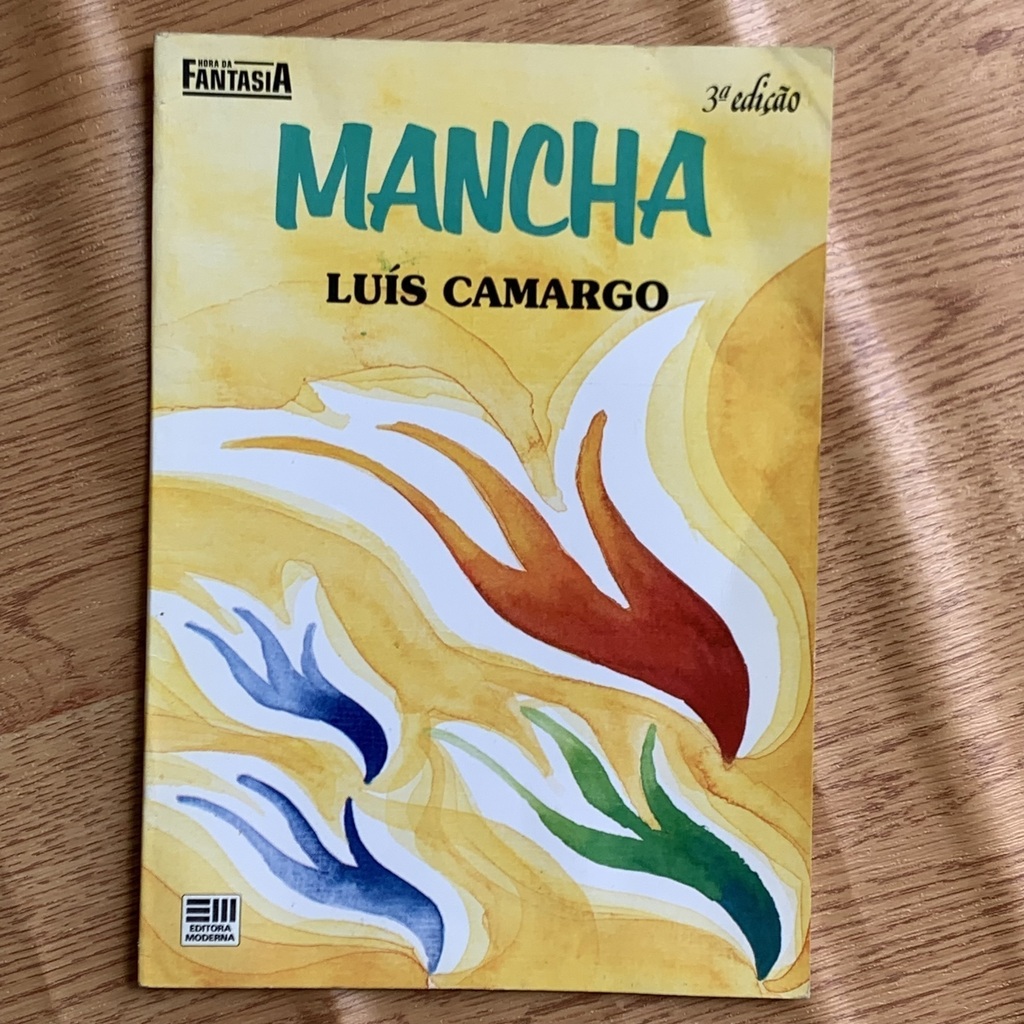 HORA DA
FANTASIA
3ª edição
MANCHA
LUÍS CAMARGO
EDITORA
MODERNA